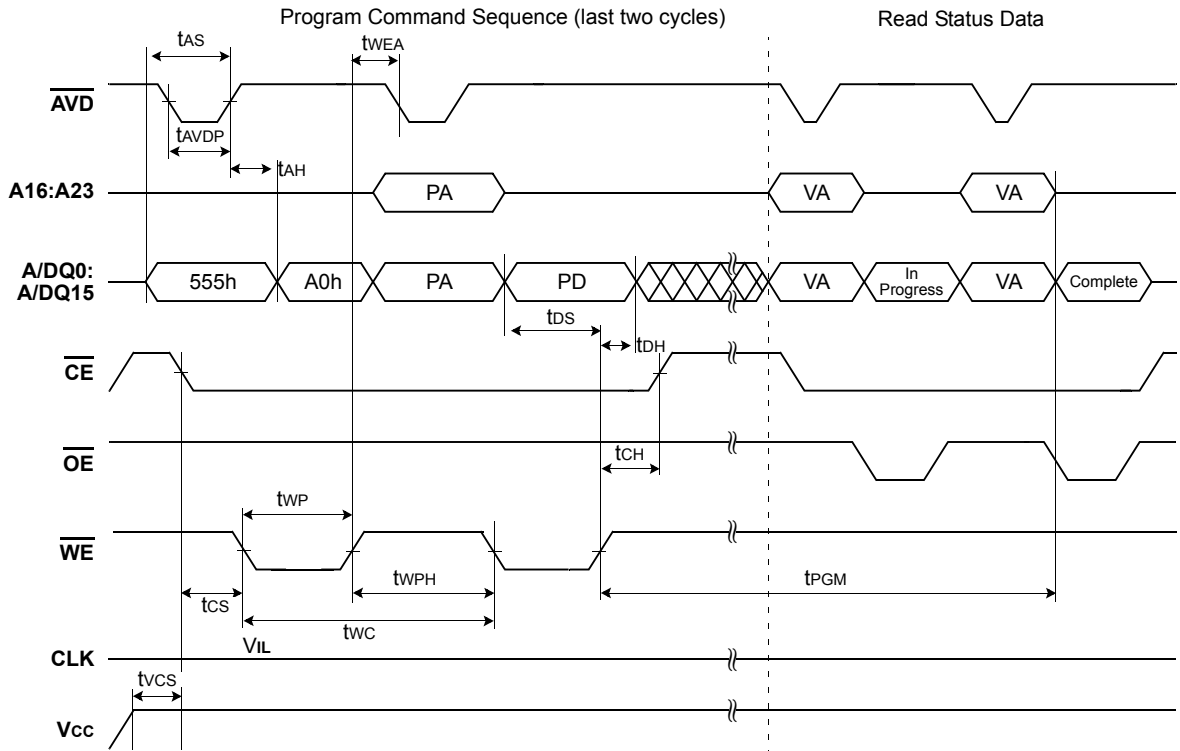 Program Command Sequence (last two cycles)
Read Status Data
tAS
tWEA
AVD
tAVDP
tAH
A16:A23
PA
VA
VA
A/DQ0:
A/DQ15
555h
A0h
PA
PD
VA
In
Progress
VA
Complete
tDS
tDH
CE
OE
tCH
tWP
WE
tWPH
tPGM
tCS
tWC
VIL
CLK
tVCS
Vcc